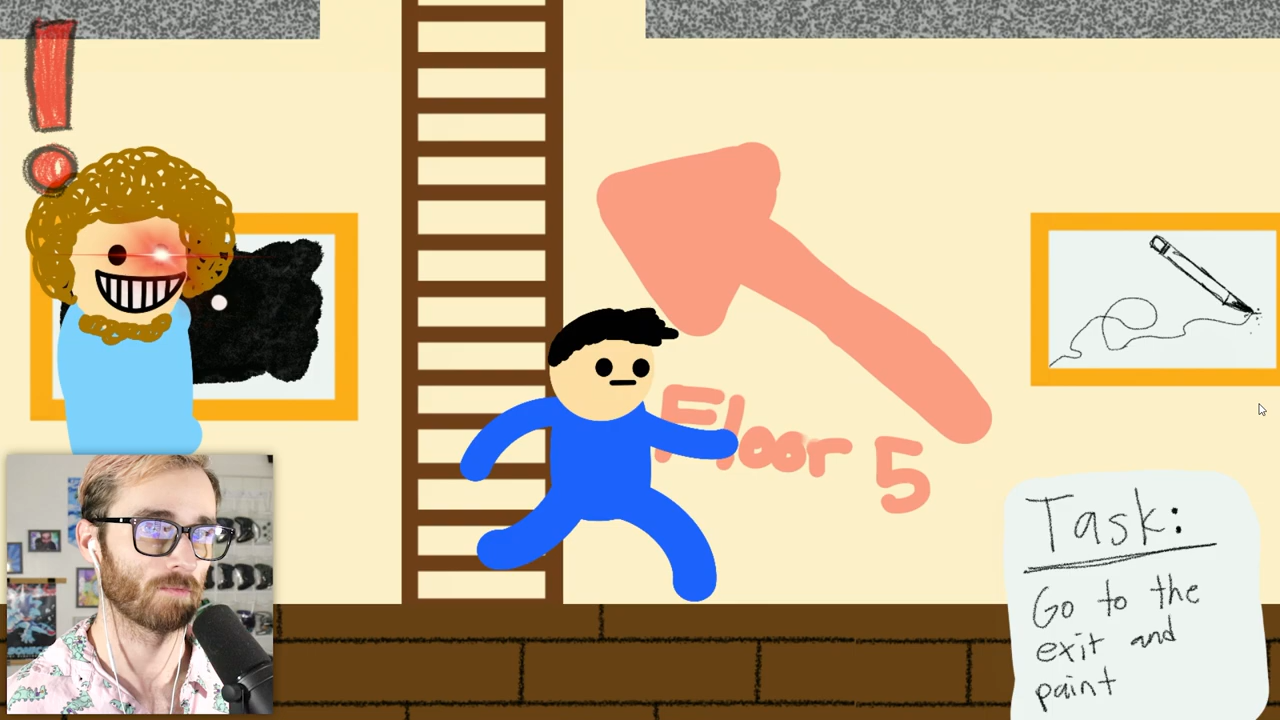 Floor 5
Task:
Go to the
exit and
paint